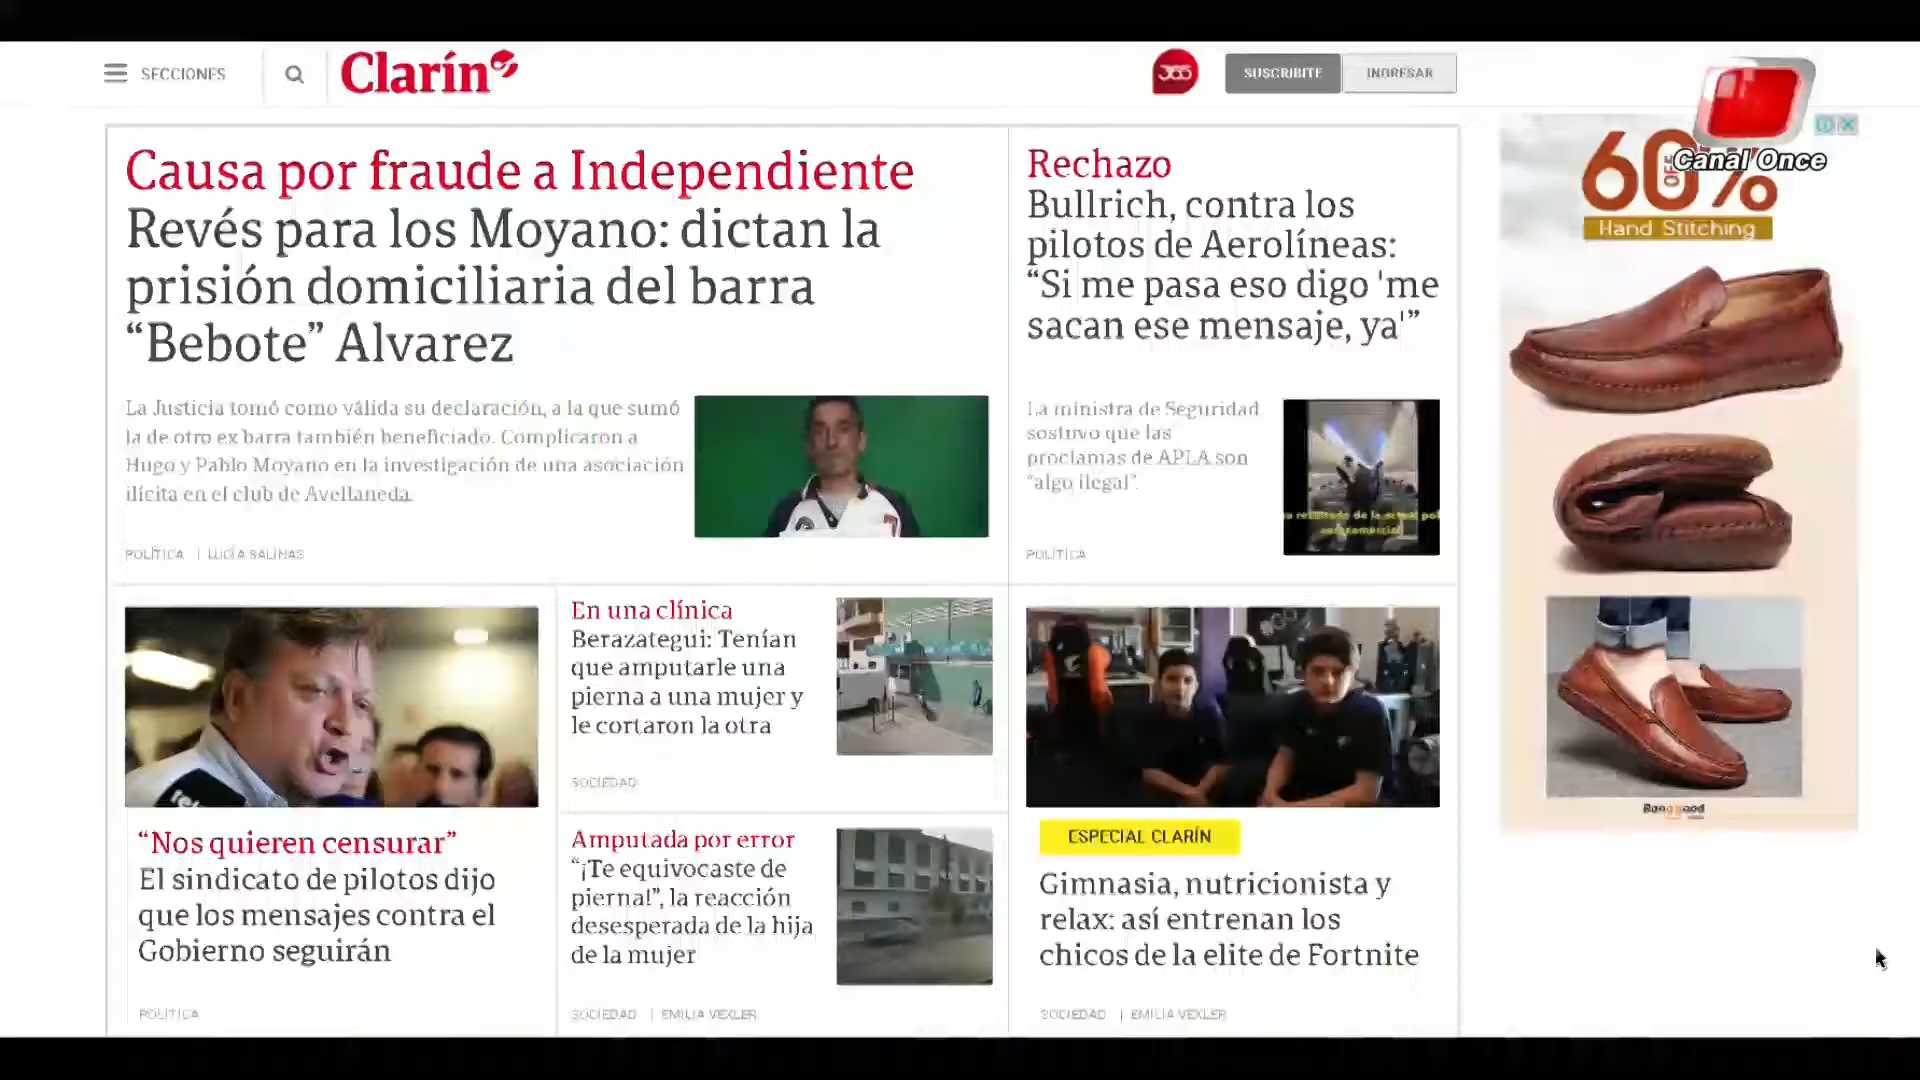 SECCIONES
Clarín
365
SUSCRIBITE
INGRESAR
Canal Once
Causa por fraude a Independiente
Revés para los Moyano: dictan la
prisión domiciliaria del barra
“Bebote” Alvarez
La Justicia tomó como válida su declaración, a la que sumó
la de otro ex barra también beneficiado. Complicaron a
Hugo y Pablo Moyano en la investigación de una asociación
ilícita en el club de Avellaneda.
POLÍTICA | LUCÍA SALINAS
Rechazo
Bullrich, contra los
pilotos de Aerolíneas:
“Si me pasa eso digo 'me
sacan ese mensaje, ya'”
La ministra de Seguridad
sostuvo que las
proclamas de APLA son
“algo ilegal”.
resultado de la actual
aerocomercial
POLÍTICA
60%
OFF
Hand Stitching
Banggood
“Nos quieren censurar”
El sindicato de pilotos dijo
que los mensajes contra el
Gobierno seguirán
POLÍTICA
En una clínica
Berazategui: Tenían
que amputarle una
pierna a una mujer y
le cortaron la otra
SOCIEDAD
Amputada por error
“¡Te equivocaste de
pierna!”, la reacción
desesperada de la hija
de la mujer
SOCIEDAD | EMILIA VEXLER
ESPECIAL CLARÍN
Gimnasia, nutricionista y
relax: así entrenan los
chicos de la elite de Fortnite
SOCIEDAD | EMILIA VEXLER